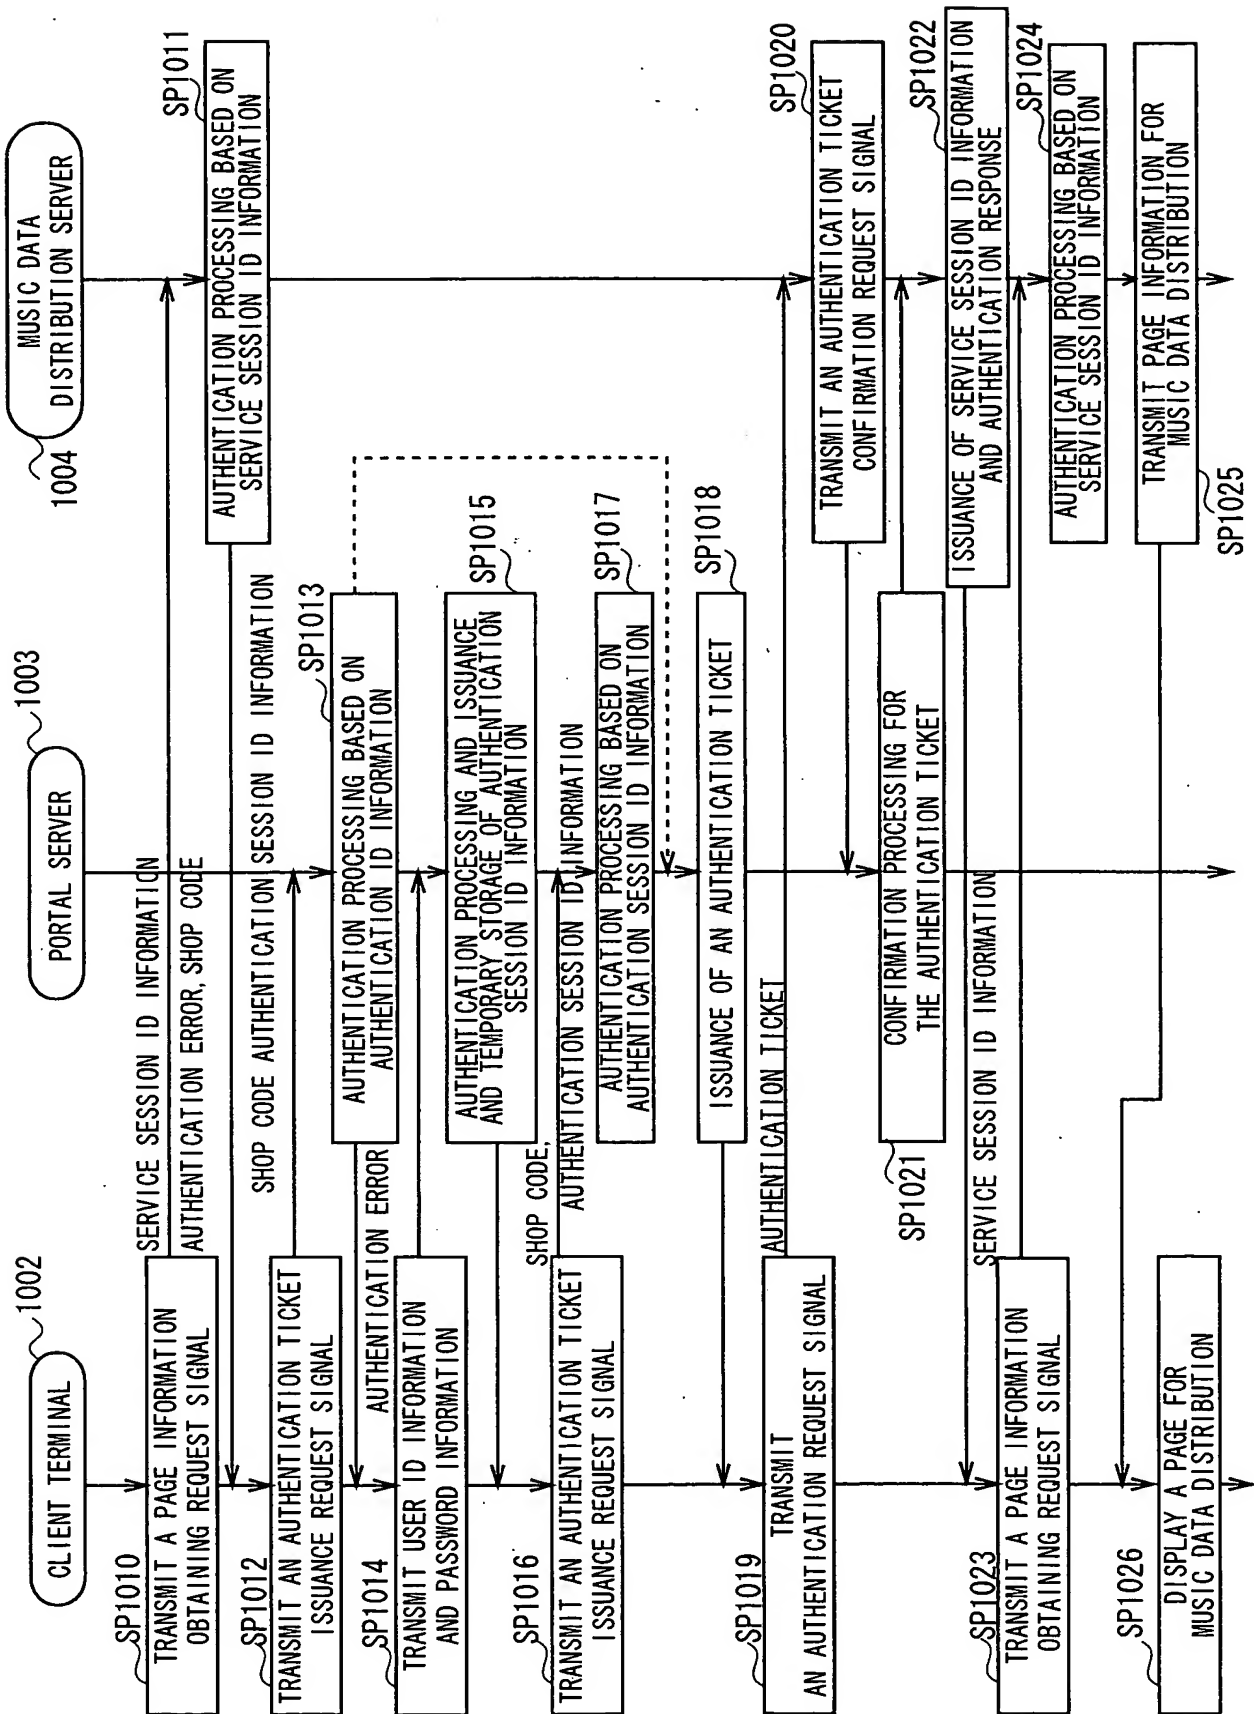 CLIENT TERMINAL
1002
PORTAL SERVER
1003
MUSIC DATA
DISTRIBUTION SERVER
1004
SP1010
TRANSMIT A PAGE INFORMATION
OBTAINING REQUEST SIGNAL
SERVICE SESSION ID INFORMATION
SP1011
AUTHENTICATION PROCESSING BASED ON
SERVICE SESSION ID INFORMATION
AUTHENTICATION ERROR, SHOP CODE
SP1012
TRANSMIT AN AUTHENTICATION TICKET
ISSUANCE REQUEST SIGNAL
SHOP CODE AUTHENTICATION SESSION ID INFORMATION
SP1013
AUTHENTICATION PROCESSING BASED ON
AUTHENTICATION ID INFORMATION
AUTHENTICATION ERROR
SP1014
TRANSMIT USER ID INFORMATION
AND PASSWORD INFORMATION
SP1015
AUTHENTICATION PROCESSING AND ISSUANCE
AND TEMPORARY STORAGE OF AUTHENTICATION
SESSION ID INFORMATION
SP1016
TRANSMIT AN AUTHENTICATION TICKET
ISSUANCE REQUEST SIGNAL
SHOP CODE,
AUTHENTICATION SESSION ID INFORMATION
SP1017
AUTHENTICATION PROCESSING BASED ON
AUTHENTICATION SESSION ID INFORMATION
SP1018
ISSUANCE OF AN AUTHENTICATION TICKET
SP1019
TRANSMIT
AN AUTHENTICATION REQUEST SIGNAL
AUTHENTICATION TICKET
SP1020
TRANSMIT AN AUTHENTICATION TICKET
CONFIRMATION REQUEST SIGNAL
SP1021
CONFIRMATION PROCESSING FOR
THE AUTHENTICATION TICKET
SP1022
ISSUANCE OF SERVICE SESSION ID INFORMATION
AND AUTHENTICATION RESPONSE
SP1023
TRANSMIT A PAGE INFORMATION
OBTAINING REQUEST SIGNAL
SERVICE SESSION ID INFORMATION
SP1024
AUTHENTICATION PROCESSING BASED ON
SERVICE SESSION ID INFORMATION
TRANSMIT PAGE INFORMATION FOR
MUSIC DATA DISTRIBUTION
SP1025
SP1026
DISPLAY A PAGE FOR
MUSIC DATA DISTRIBUTION